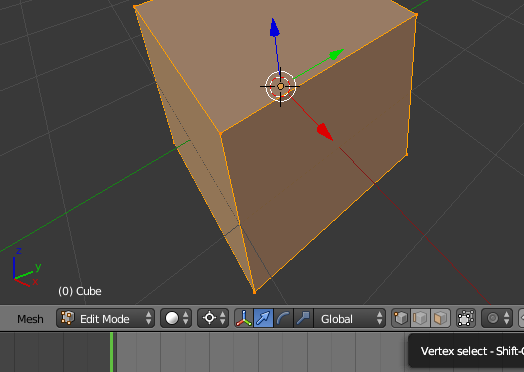 z
y
x
(0) Cube
Mesh
Edit Mode
Global
Vertex select - Shift-